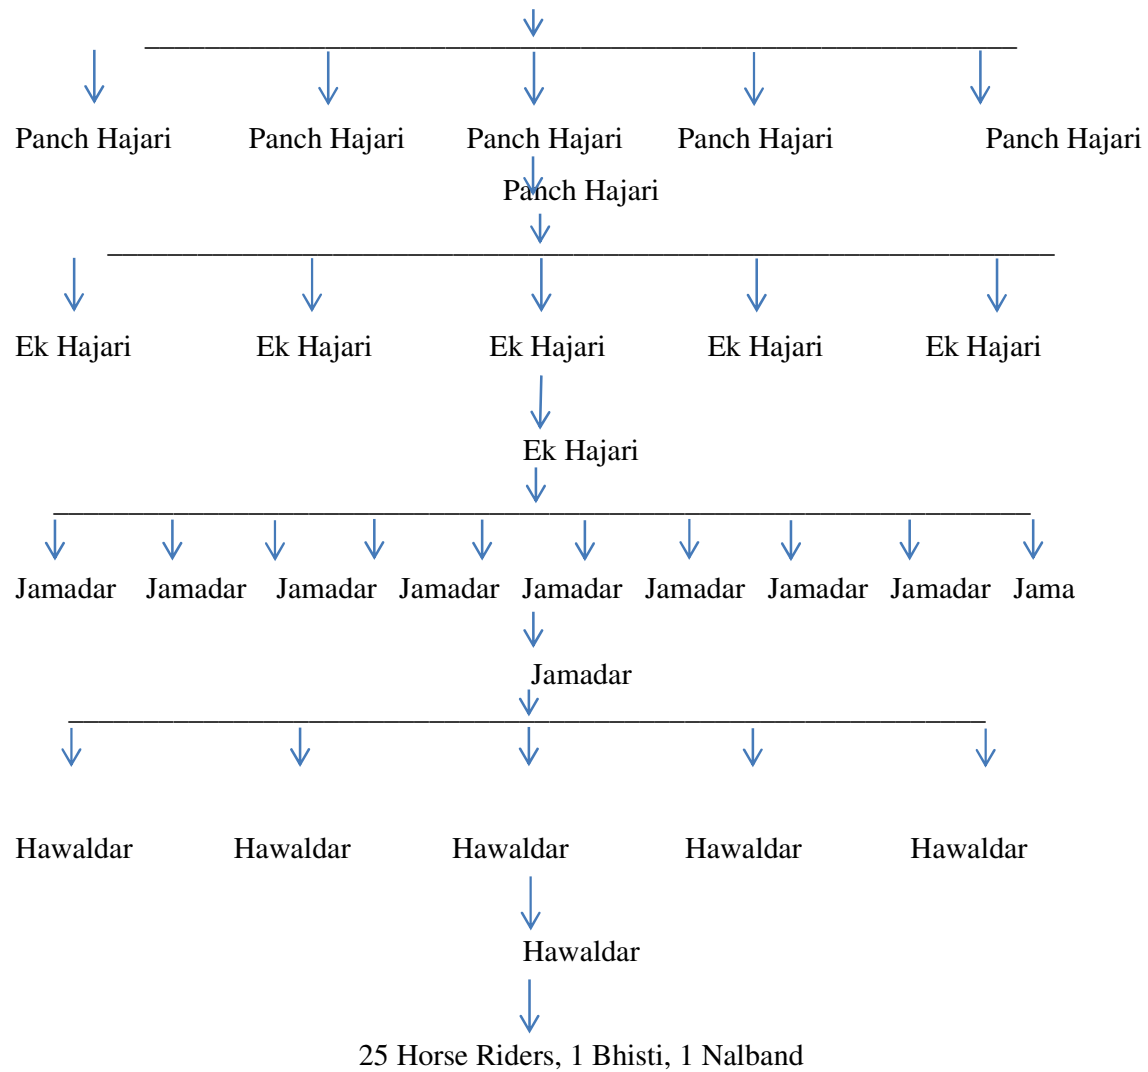 Panch Hajari Panch Hajari Panch Hajari Panch Hajari Panch Hajari
Panch Hajari
Ek Hajari Ek Hajari Ek Hajari Ek Hajari Ek Hajari
Ek Hajari
Jamadar Jamadar Jamadar Jamadar Jamadar Jamadar Jamadar Jamadar Jama
Jamadar
Hawaldar Hawaldar Hawaldar Hawaldar Hawaldar
Hawaldar
25 Horse Riders, 1 Bhisti, 1 Nalband